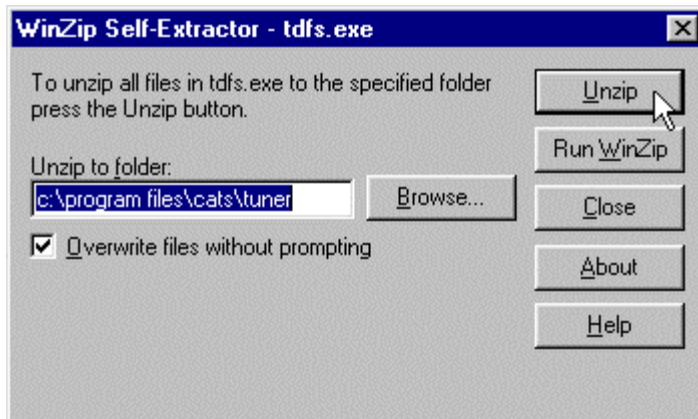 WinZip Self-Extractor - tdfs.exe
To unzip all files in tdfs.exe to the specified folder
press the Unzip button.
Unzip to folder:
c:\program files\cats\tuner
Browse...
Overwrite files without prompting
Unzip
Run WinZip
Close
About
Help